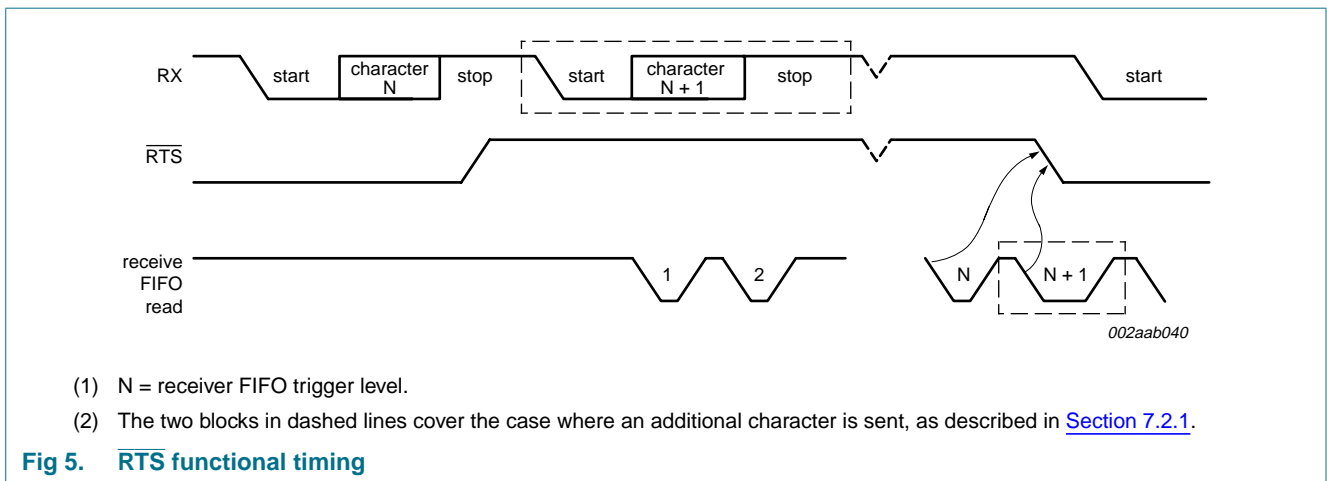 RX
start
character
N
stop
start
character
N + 1
stop
start
RTS
receive
FIFO
read
1
2
N
N + 1
002aab040
(1) N = receiver FIFO trigger level.
(2) The two blocks in dashed lines cover the case where an additional character is sent, as described in Section 7.2.1.
Fig 5. RTS functional timing